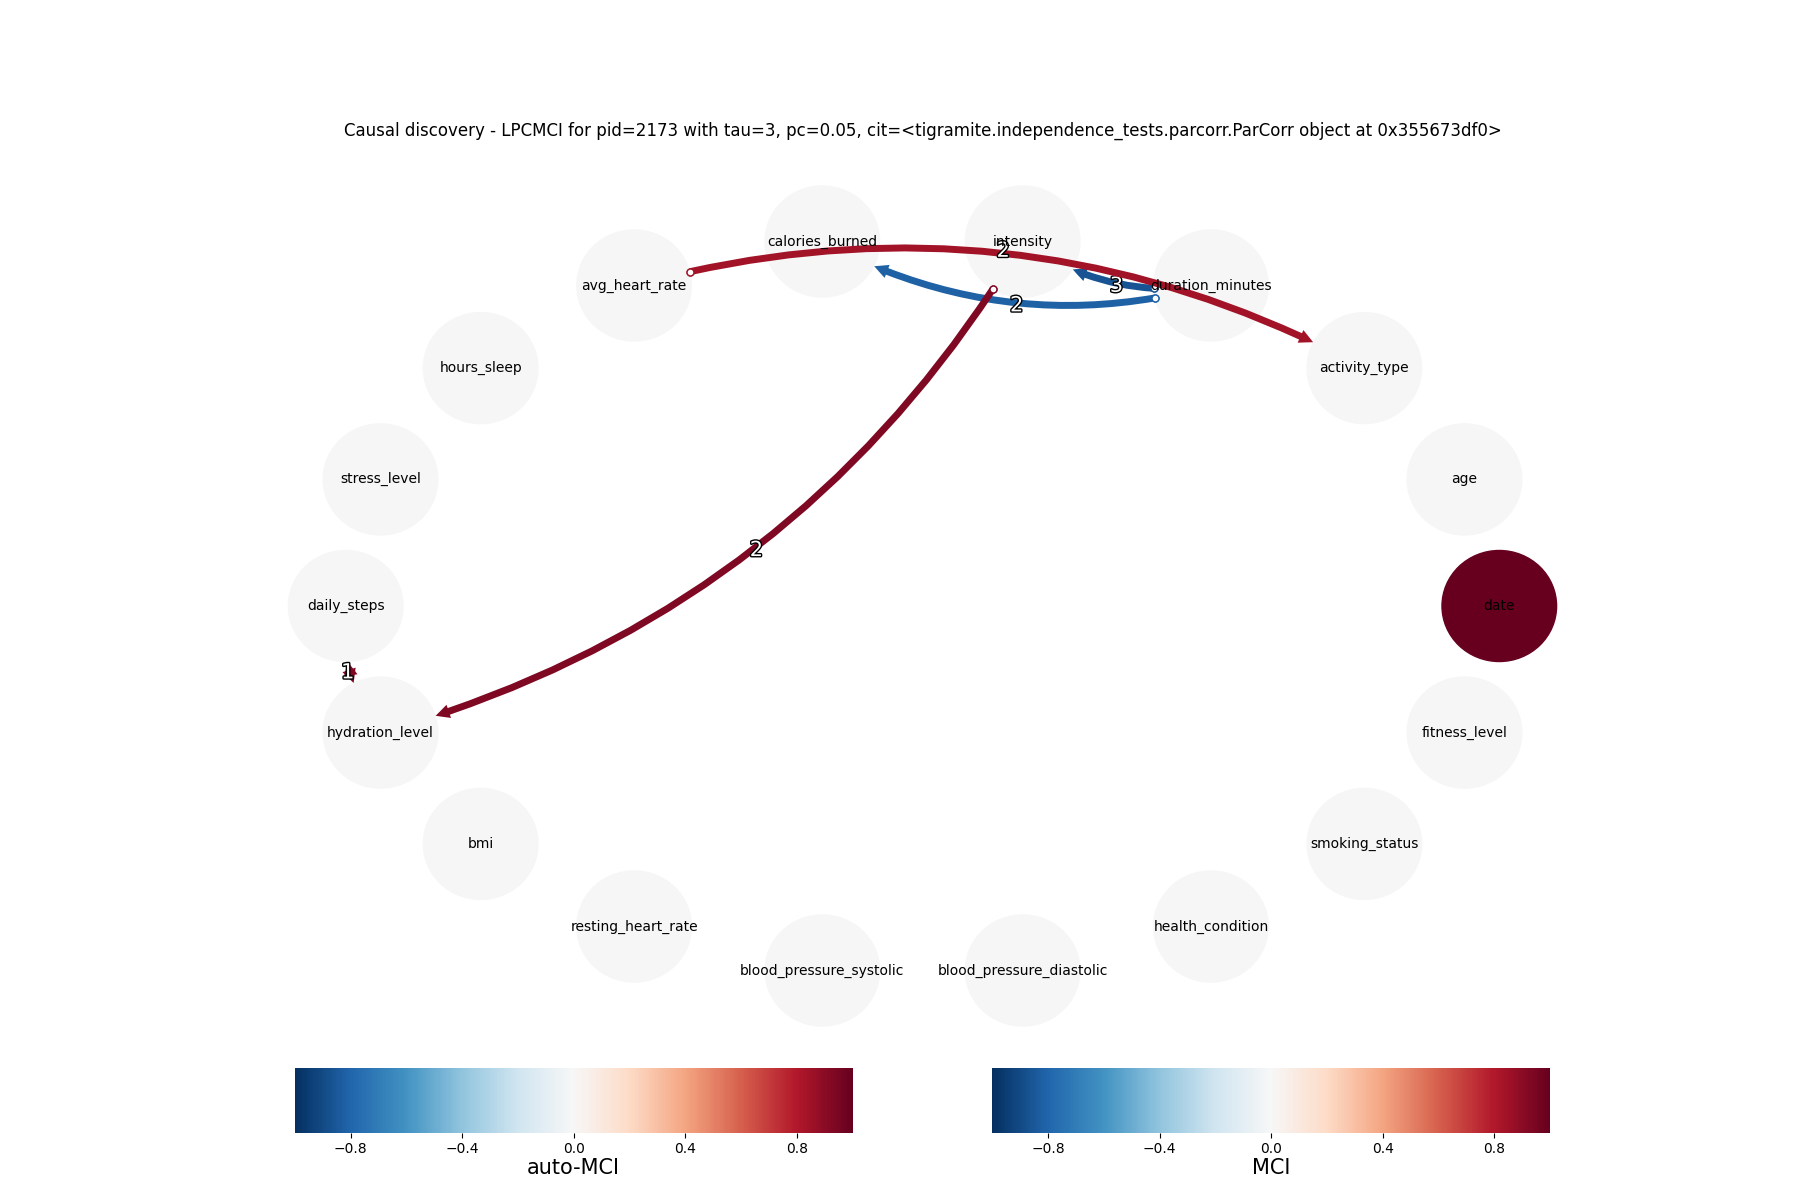 Causal discovery - LPCMCI for pid=2173 with tau=3, pc=0.05, cit=<tigramite.independence_tests.parcorr.ParCorr object at 0x355673df0>
calories_burned
intensity
2
avg_heart_rate
3
duration_minutes
2
hours_sleep
activity_type
stress_level
age
2
daily_steps
date
1
hydration_level
fitness_level
bmi
smoking_status
resting_heart_rate
health_condition
blood_pressure_systolic
blood_pressure_diastolic
−0.8 −0.4 0.0 0.4 0.8
auto-MCI
−0.8 −0.4 0.0 0.4 0.8
MCI